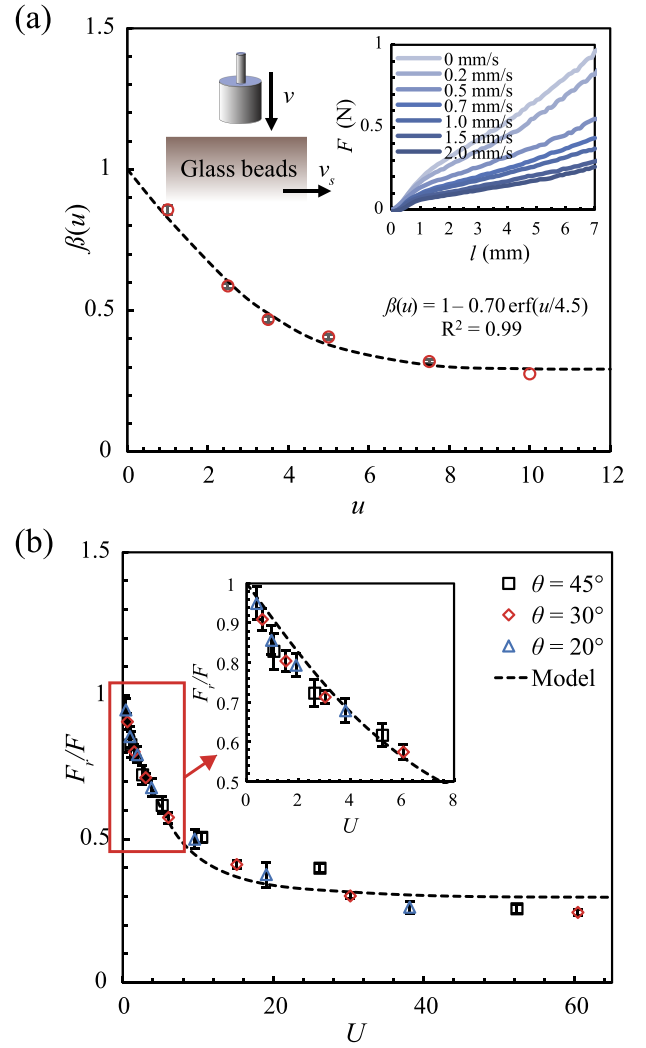 (a)
1.5
1
0.5
0
β(u)
0 2 4 6 8 10 12
u
v
Glass beads
v_s
1
0.5
0
F (N)
0 mm/s
0.2 mm/s
0.5 mm/s
0.7 mm/s
1.0 mm/s
1.5 mm/s
2.0 mm/s
0 1 2 3 4 5 6 7
l (mm)
β(u) = 1 – 0.70 erf(u/4.5)
R² = 0.99
(b)
1.5
1
0.5
0
F_r/F
0 20 40 60
U
1
0.9
0.8
0.7
0.6
0.5
F_r/F
0 2 4 6 8
U
θ = 45°
θ = 30°
θ = 20°
Model